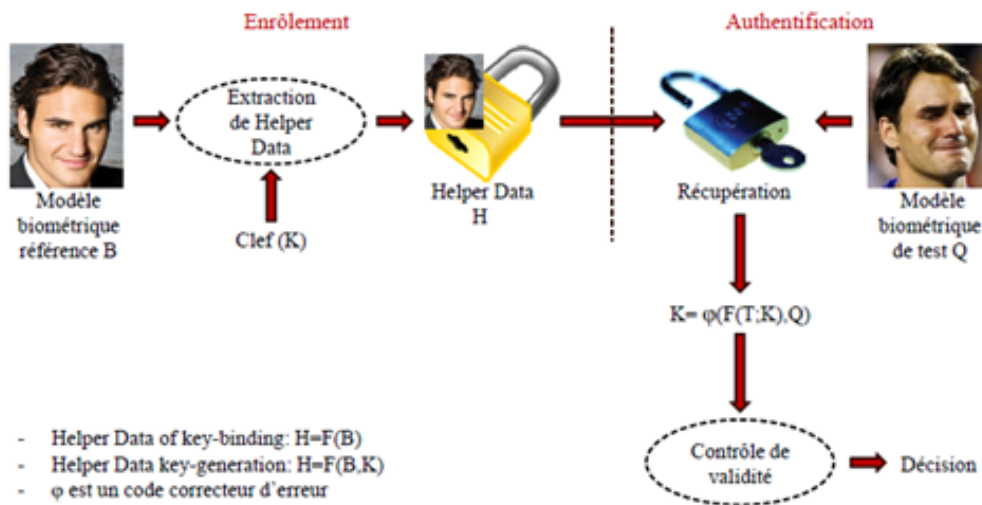 Enrôlement
Authentification
Extraction
de Helper
Data
Modèle
biométrique
référence B
Clef (K)
Helper Data
H
Récupération
Modèle
biométrique
de test Q
K= φ(F(T;K),Q)
Contrôle de
validité
Décision
- Helper Data of key-binding: H=F(B)
- Helper Data key-generation: H=F(B,K)
- φ est un code correcteur d'erreur